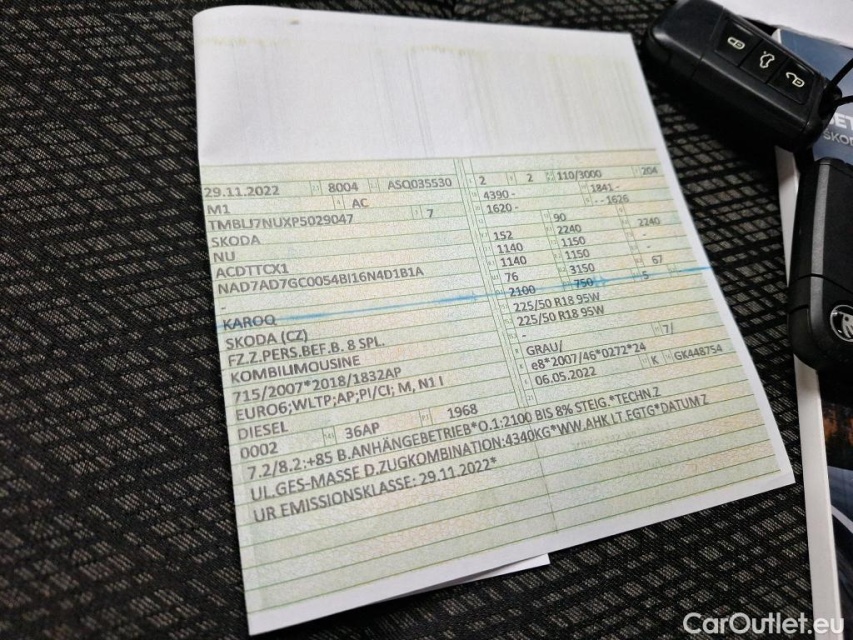 29.11.2022 8004 ASQ035530
M1 AC
TMBLJ7NUXP5029047 7
SKODA
NU
ACDTTCX1
NAD7AD7GC0054BI16N4D1B1A
-
KAROQ
SKODA (CZ)
FZ.Z.PERS.BEF.B. 8 SPL.
KOMBILIMOUSINE
715/2007*2018/1832AP
EURO6;WLTP;AP;PI/CI; M, N1 I
DIESEL
0002 36AP 1968
2 2 110/3000 204
4390 - 1841 -
1620 - - - 1626
90
152 2240 2240
1140 1150
1140 1150
76 3150 67
2100 750 5
225/50 R18 95W
225/50 R18 95W
-
GRAU/ 7/
e8*2007/46*0272*24
06.05.2022 K GK448754
7.2/8.2:+85 B.ANHÄNGEBETRIEB*O.1:2100 BIS 8% STEIG.*TECHN.Z
UL.GES-MASSE D.ZUGKOMBINATION:4340KG*WW.AHK LT.EGTG*DATUM Z
UR EMISSIONSKLASSE: 29.11.2022*
CarOutlet.eu